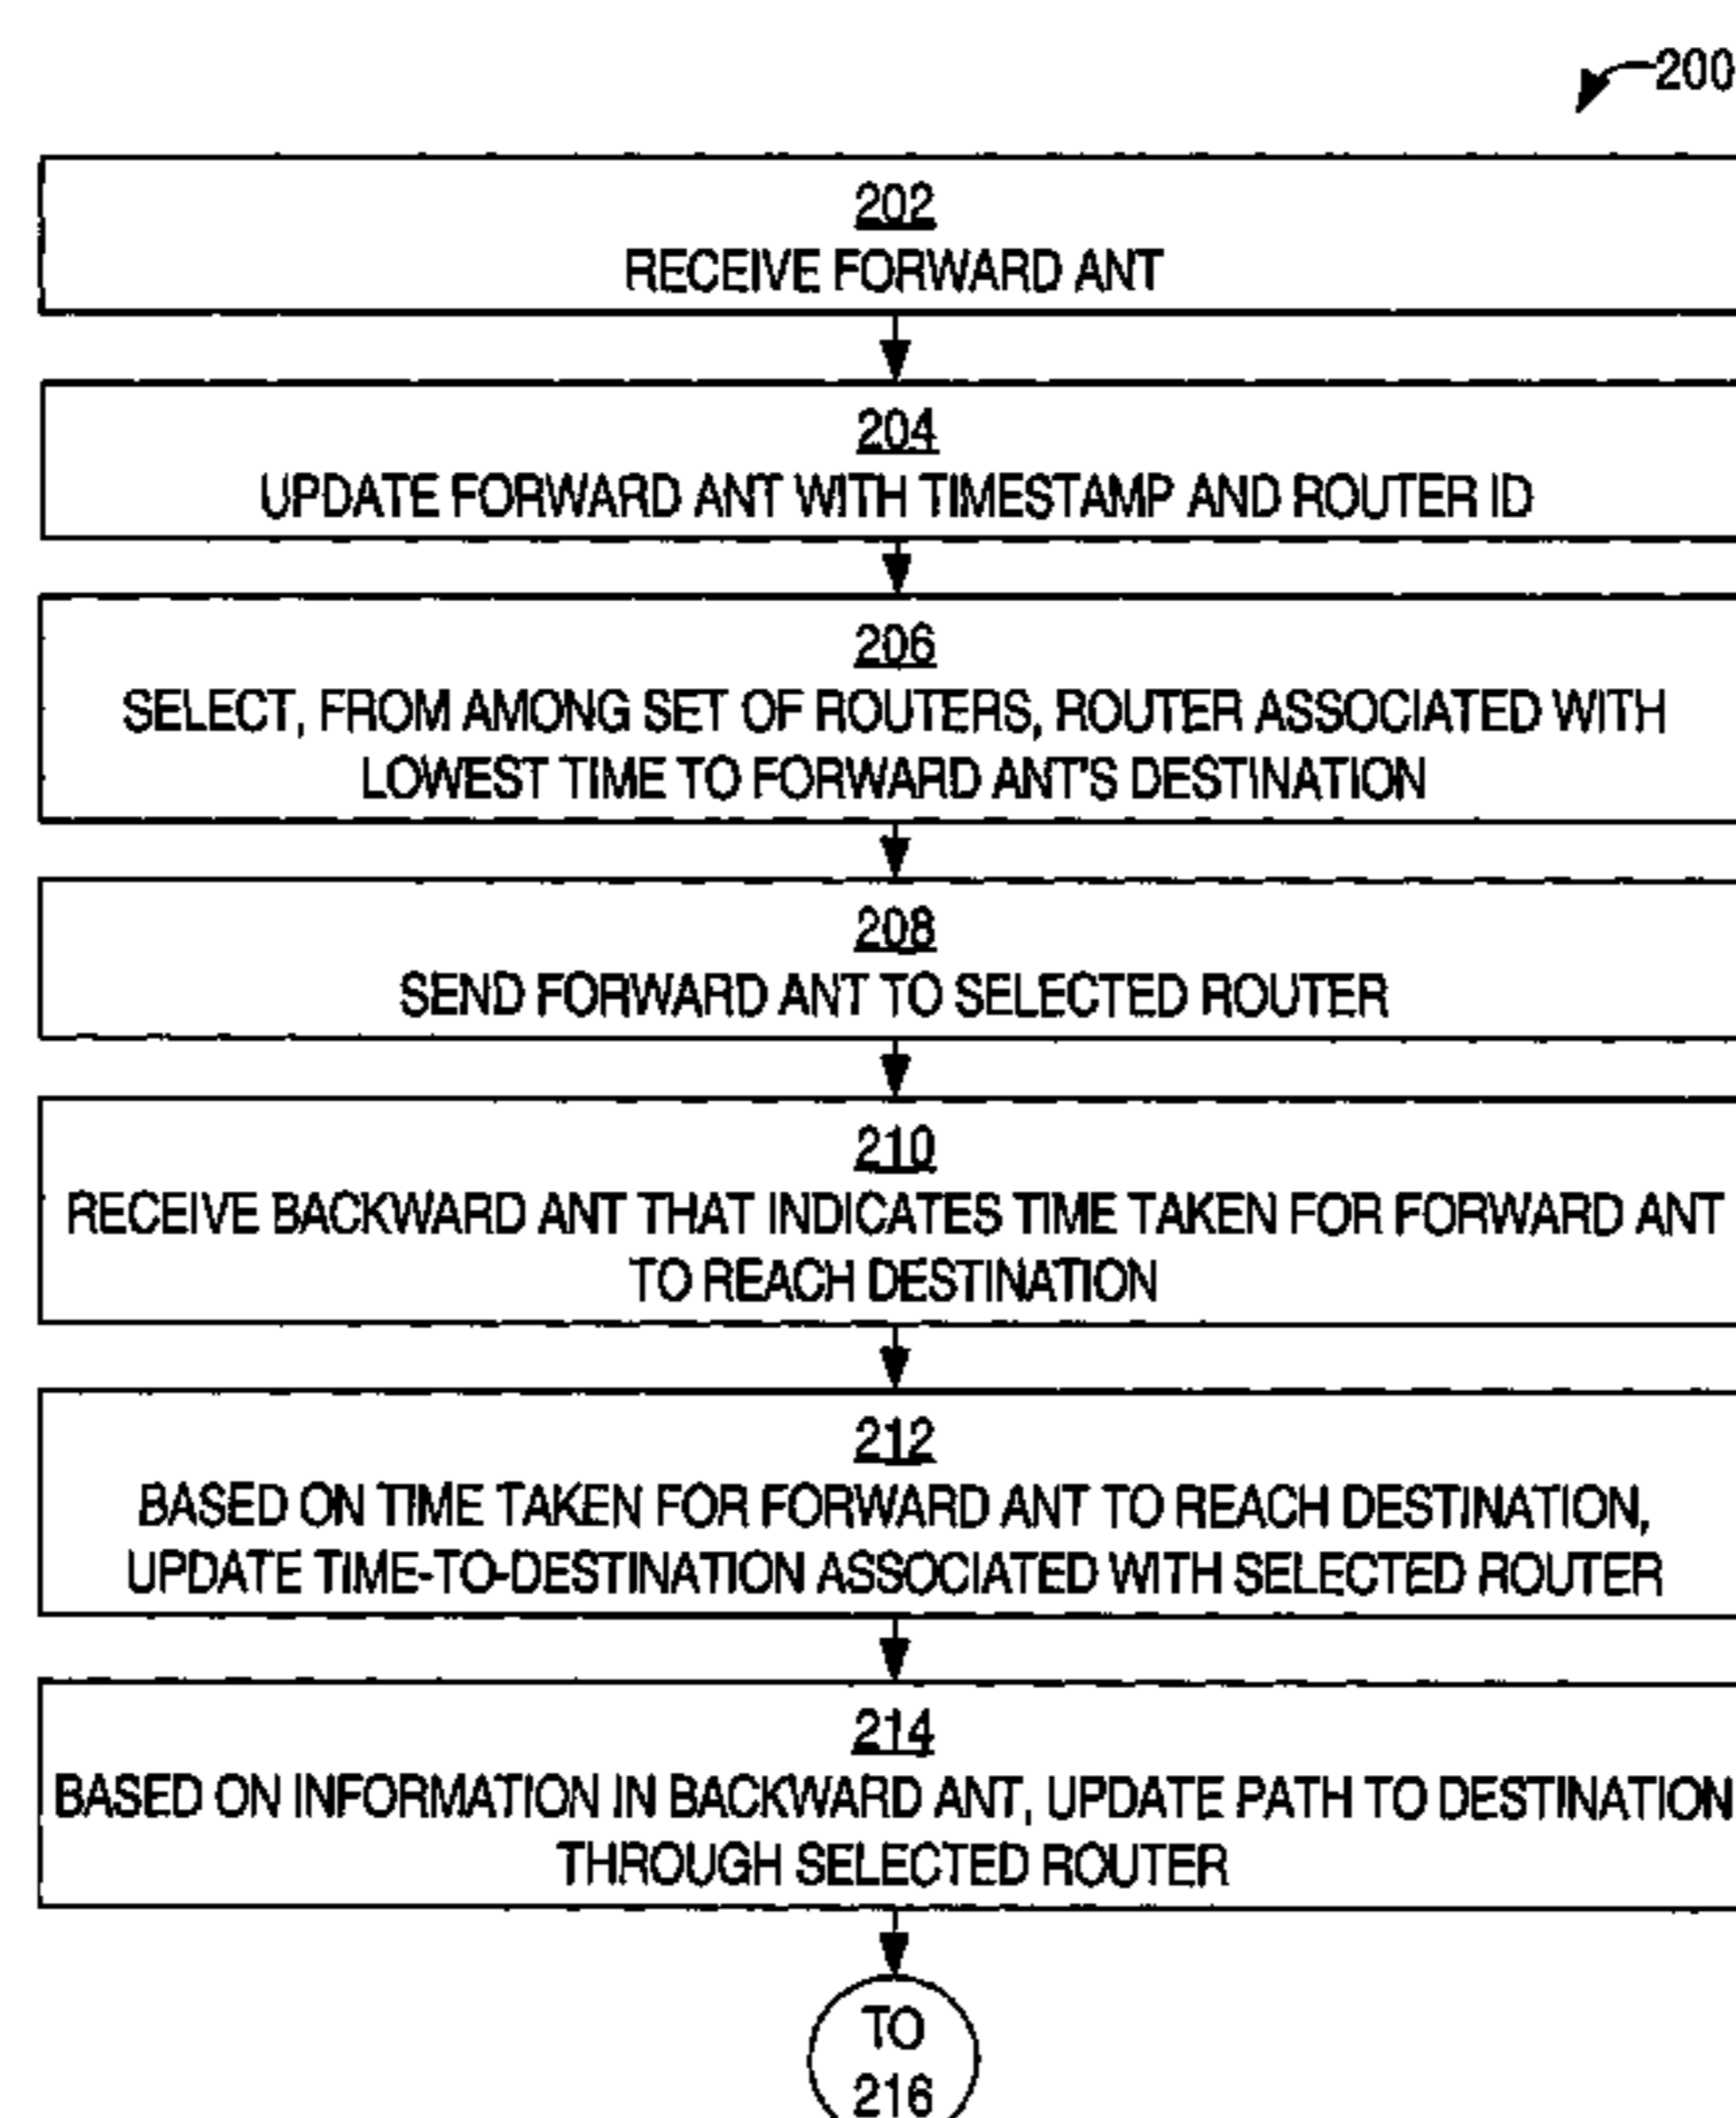 200
202
RECEIVE FORWARD ANT
204
UPDATE FORWARD ANT WITH TIMESTAMP AND ROUTER ID
206
SELECT, FROM AMONG SET OF ROUTERS, ROUTER ASSOCIATED WITH
LOWEST TIME TO FORWARD ANT'S DESTINATION
208
SEND FORWARD ANT TO SELECTED ROUTER
210
RECEIVE BACKWARD ANT THAT INDICATES TIME TAKEN FOR FORWARD ANT
TO REACH DESTINATION
212
BASED ON TIME TAKEN FOR FORWARD ANT TO REACH DESTINATION,
UPDATE TIME-TO-DESTINATION ASSOCIATED WITH SELECTED ROUTER
214
BASED ON INFORMATION IN BACKWARD ANT, UPDATE PATH TO DESTINATION
THROUGH SELECTED ROUTER
TO
216